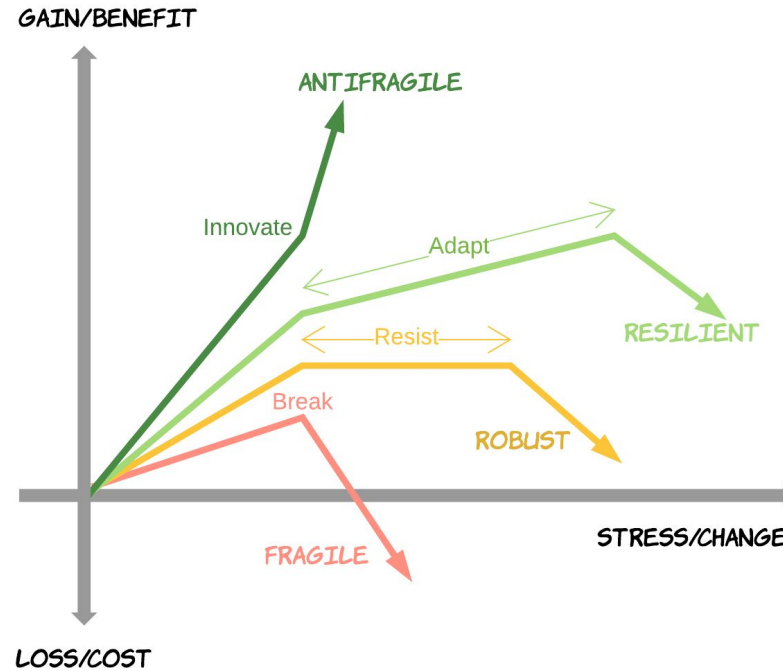 GAIN/BENEFIT
ANTIFRAGILE
Innovate
Adapt
RESILIENT
Resist
Break
ROBUST
STRESS/CHANGE
FRAGILE
LOSS/COST